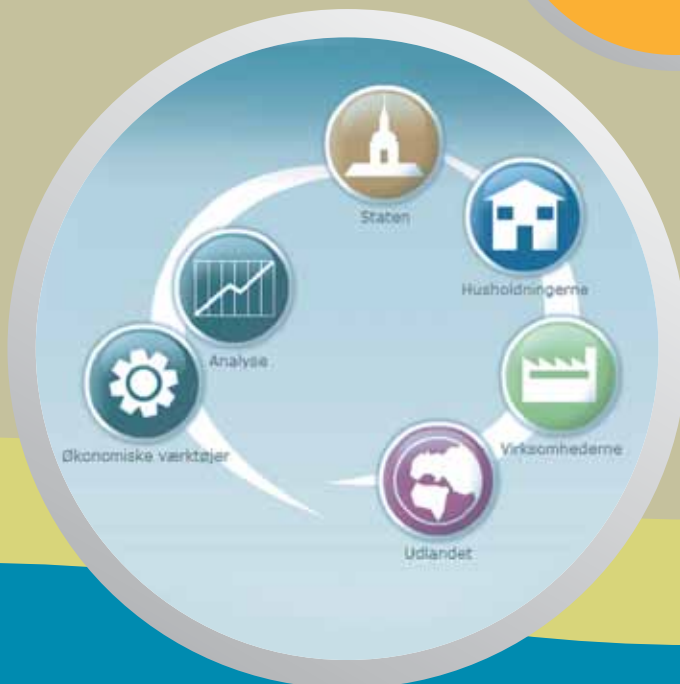 Staten
Husholdningerne
Analyse
Virksomhederne
Økonomiske værktøjer
Udlandet